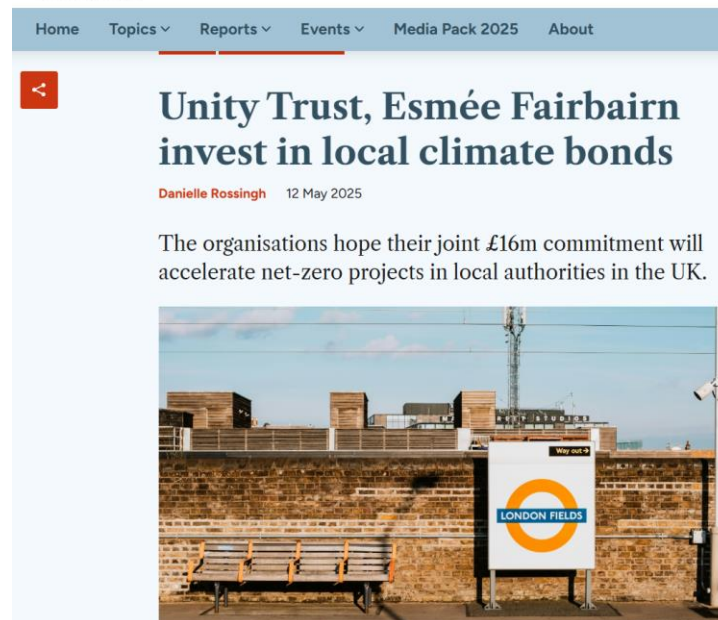 Home Topics Reports Events Media Pack 2025 About
Unity Trust, Esmée Fairbairn
invest in local climate bonds
Danielle Rossingh 12 May 2025
The organisations hope their joint £16m commitment will
accelerate net-zero projects in local authorities in the UK.
STUDIOS
Way out
LONDON FIELDS